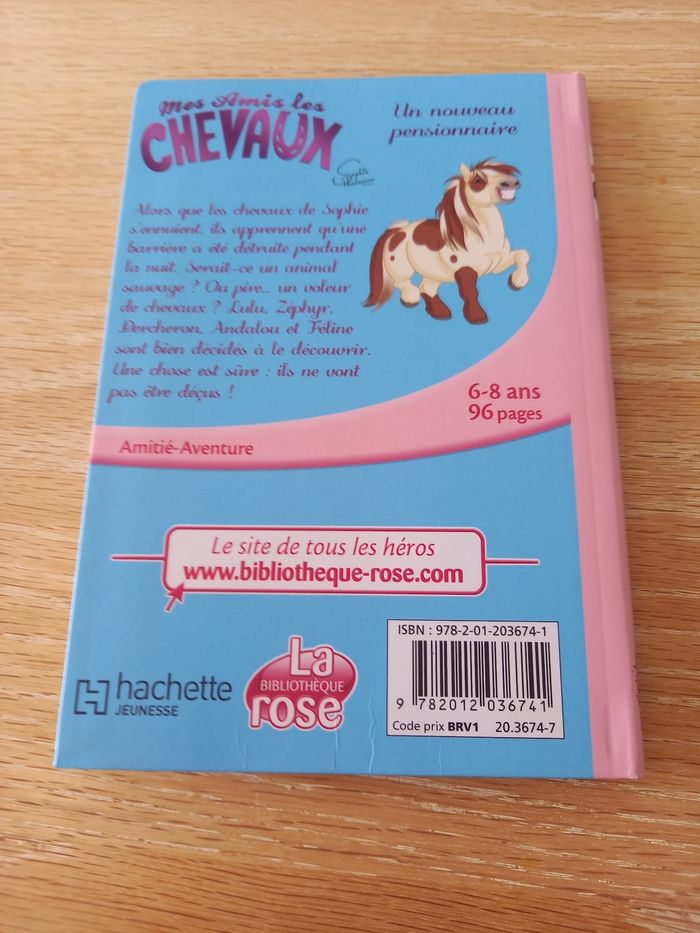 Mes Amis les
CHEVAUX
Un nouveau
pensionnaire
Alors que les chevaux de Sophie
s'ennuient, ils apprennent qu'une
barrière a été détruite pendant
la nuit. Serait-ce un animal
sauvage ? Ou pire... un voleur
de chevaux ? Lulu, Zéphyr,
Percheron, Andalou et Féline
sont bien décidés à le découvrir.
Une chose est sûre : ils ne vont
pas être déçus !
6-8 ans
96 pages
Amitié-Aventure
Le site de tous les héros
www.bibliotheque-rose.com
hachette
JEUNESSE
La
BIBLIOTHÈQUE
rose
ISBN : 978-2-01-203674-1
9 782012 036741
Code prix BRV1 20.3674-7